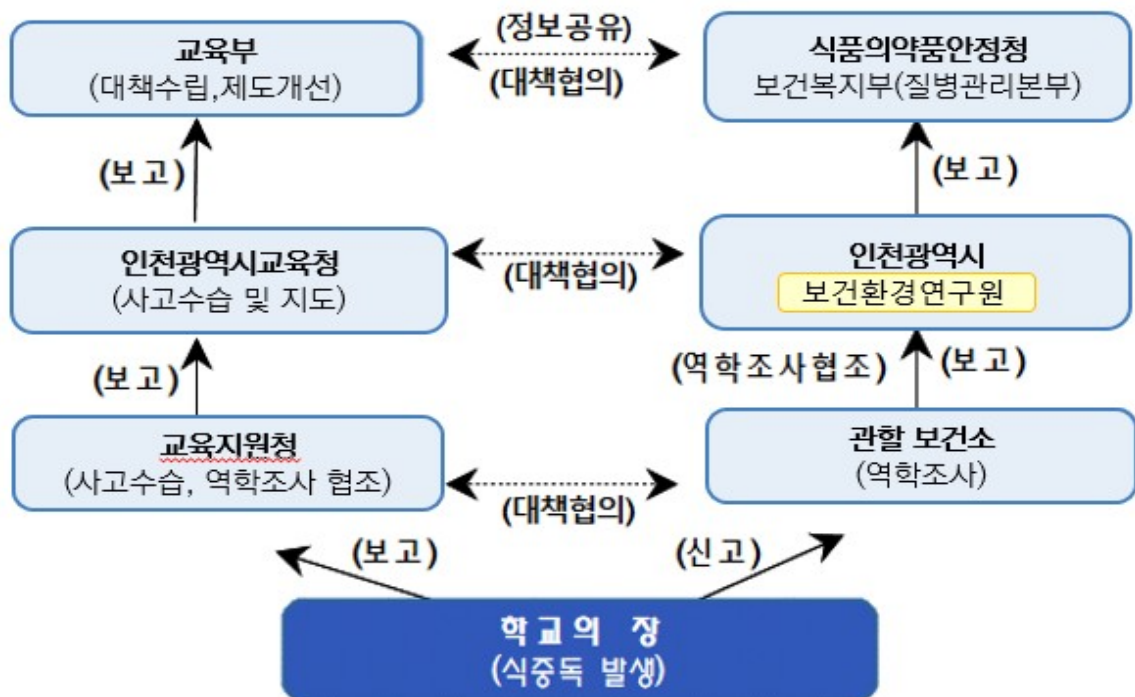 (정보공유)
교육부
(대책수립,제도개선)
(대책협의)
식품의약품안정청
보건복지부(질병관리본부)
(보고)
(보고)
인천광역시교육청
(사고수습 및 지도)
(대책협의)
인천광역시
보건환경연구원
(보고)
(역학조사협조)
(보고)
교육지원청
(사고수습, 역학조사 협조)
(대책협의)
관할 보건소
(역학조사)
(보고)
(신고)
학교의 장
(식중독 발생)